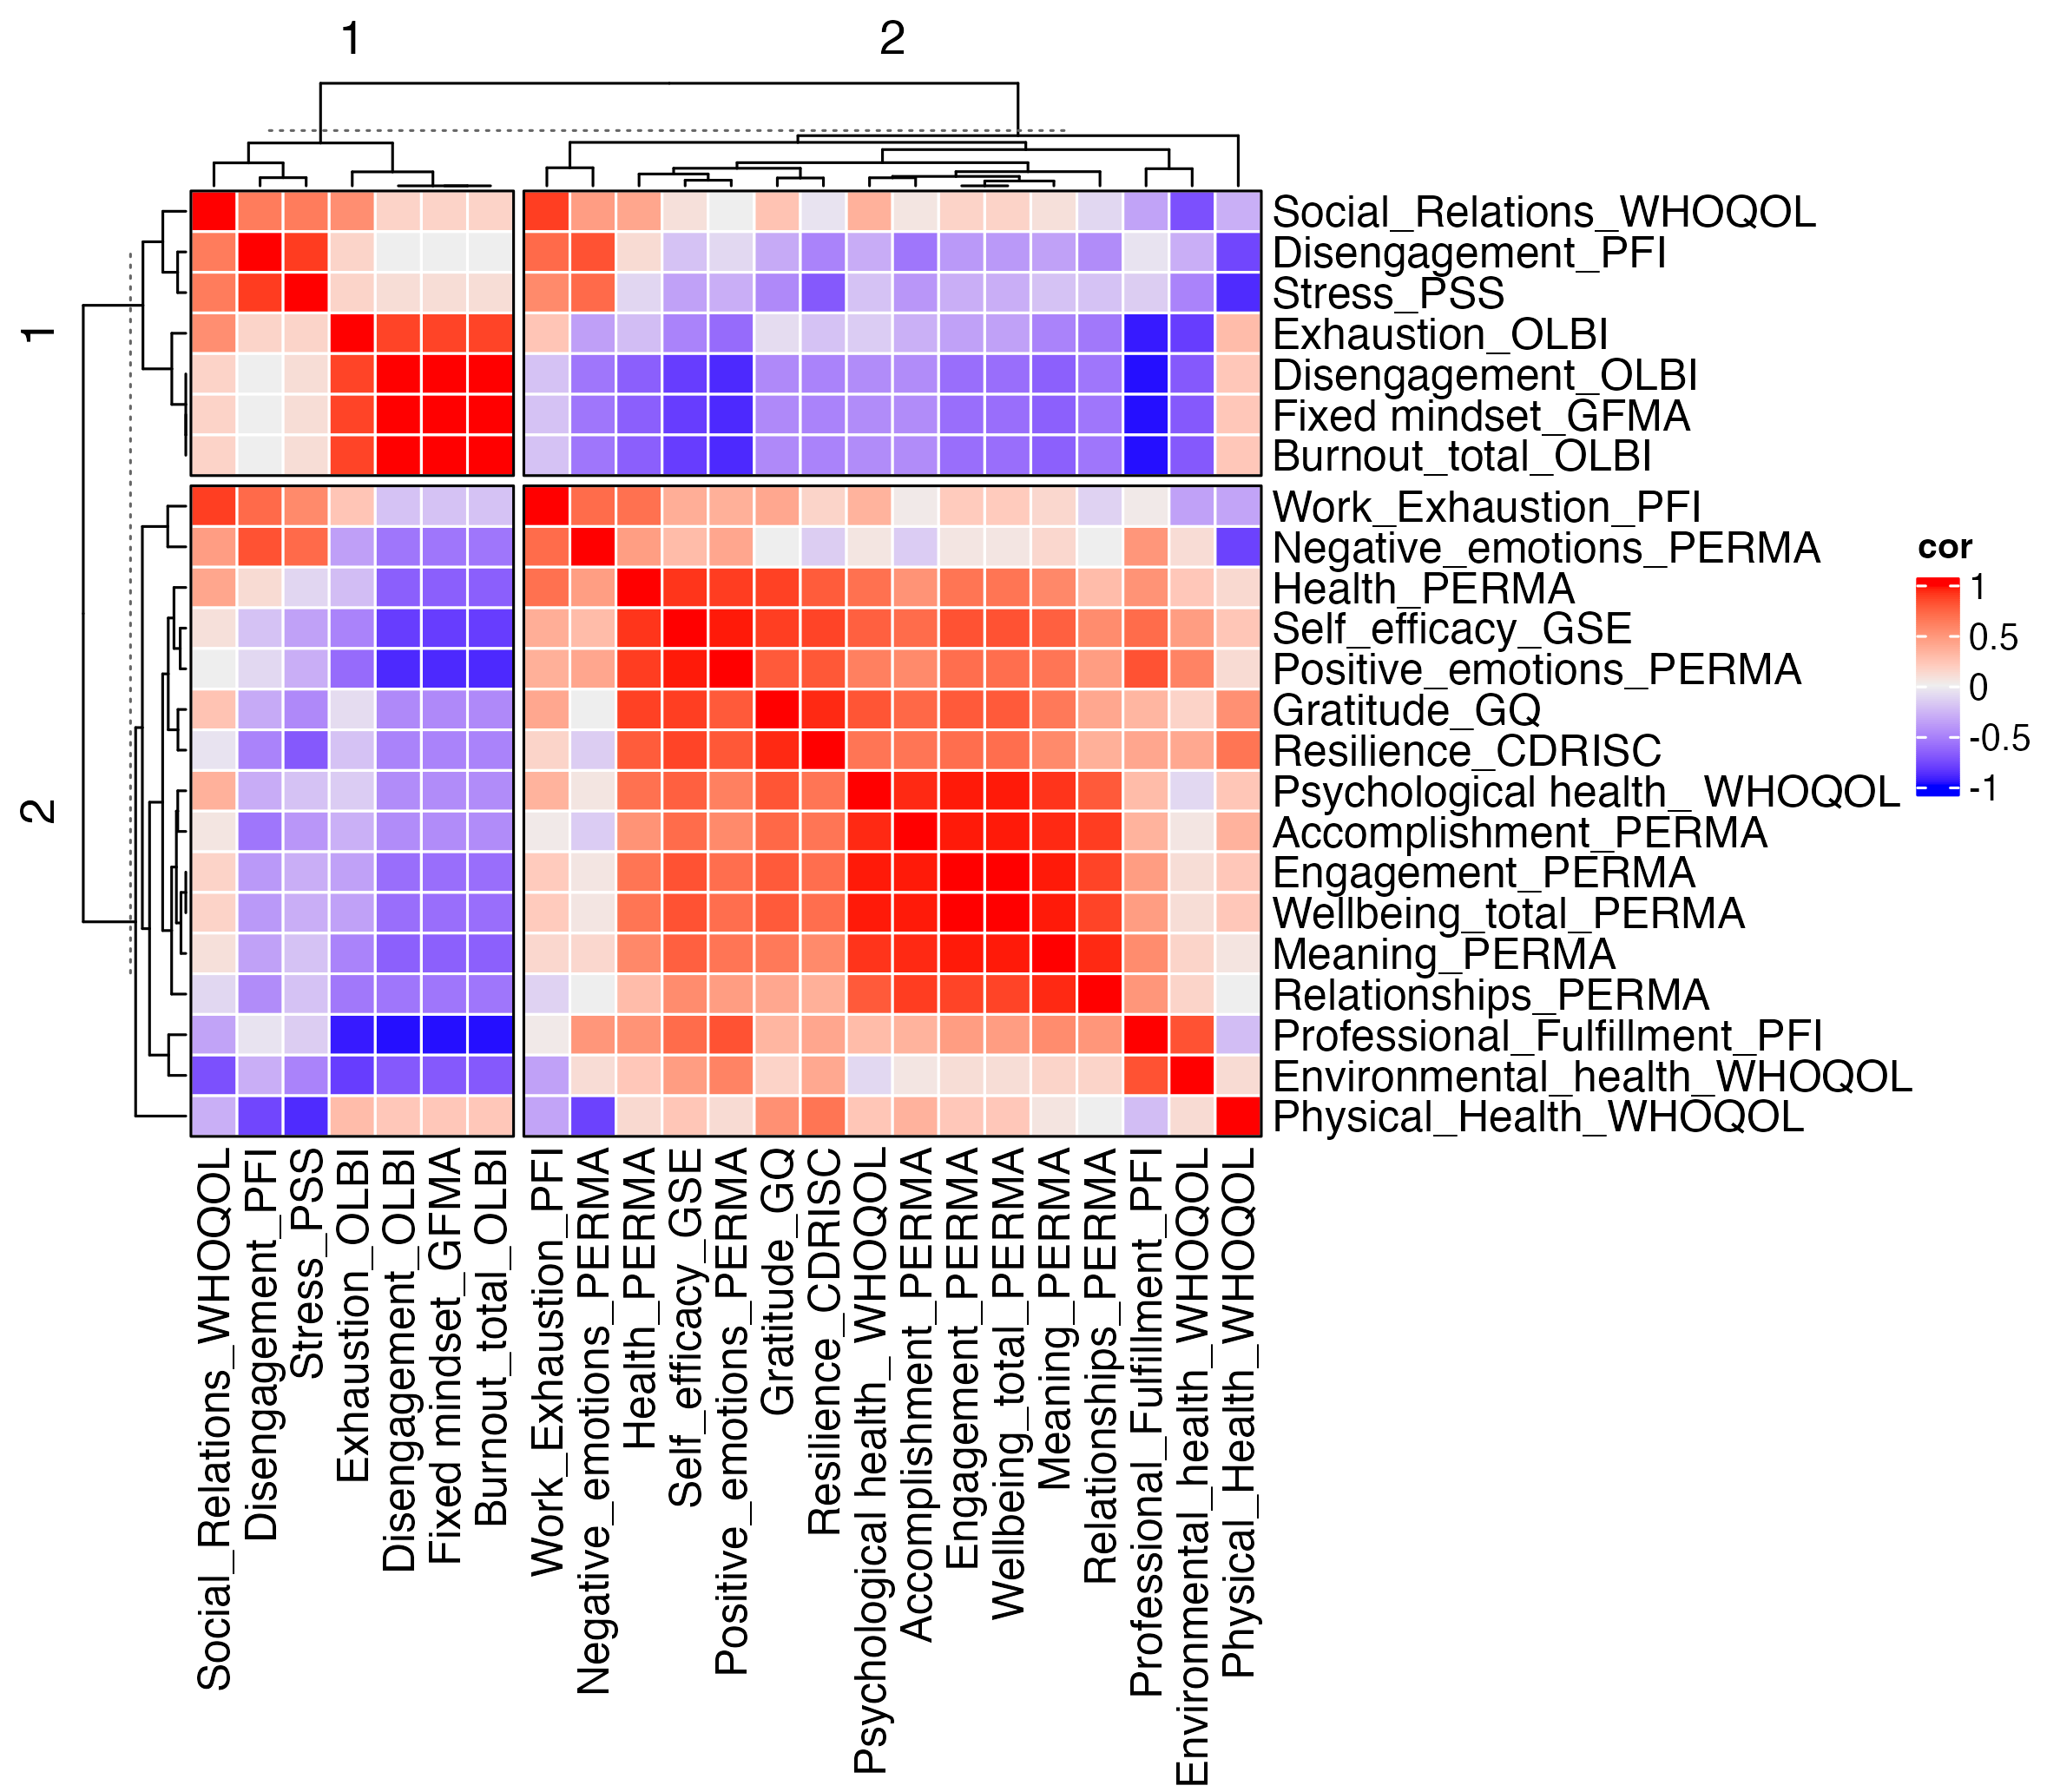 1
2
1
2
Social_Relations_WHOQOL
Disengagement_PFI
Stress_PSS
Exhaustion_OLBI
Disengagement_OLBI
Fixed mindset_GFMA
Burnout_total_OLBI
Work_Exhaustion_PFI
Negative_emotions_PERMA
Health_PERMA
Self_efficacy_GSE
Positive_emotions_PERMA
Gratitude_GQ
Resilience_CDRISC
Psychological health_ WHOQOL
Accomplishment_PERMA
Engagement_PERMA
Wellbeing_total_PERMA
Meaning_PERMA
Relationships_PERMA
Professional_Fulfillment_PFI
Environmental_health_WHOQOL
Physical_Health_WHOQOL
cor
1
0.5
0
-0.5
-1
Social_Relations_WHOQOL
Disengagement_PFI
Stress_PSS
Exhaustion_OLBI
Disengagement_OLBI
Fixed mindset_GFMA
Burnout_total_OLBI
Work_Exhaustion_PFI
Negative_emotions_PERMA
Health_PERMA
Self_efficacy_GSE
Positive_emotions_PERMA
Gratitude_GQ
Resilience_CDRISC
Psychological health_ WHOQOL
Accomplishment_PERMA
Engagement_PERMA
Wellbeing_total_PERMA
Meaning_PERMA
Relationships_PERMA
Professional_Fulfillment_PFI
Environmental_health_WHOQOL
Physical_Health_WHOQOL